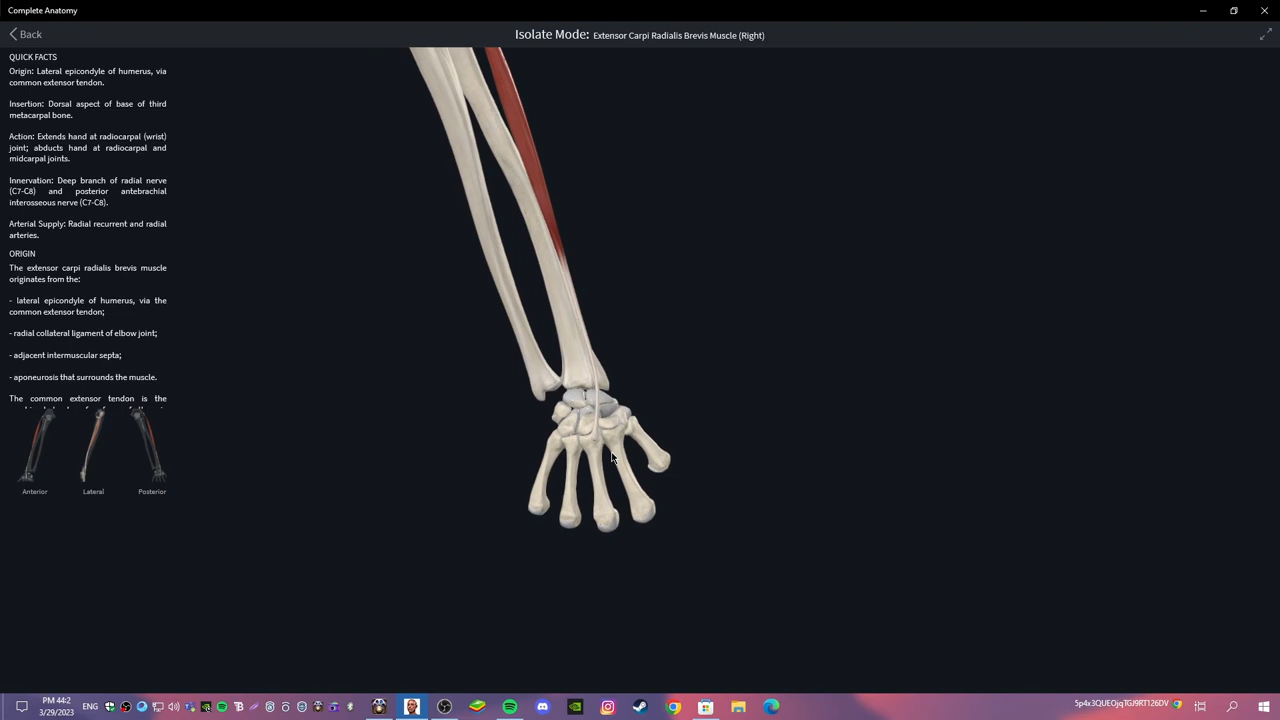 Complete Anatomy
Back
Isolate Mode: Extensor Carpi Radialis Brevis Muscle (Right)
QUICK FACTS
Origin: Lateral epicondyle of humerus, via
common extensor tendon.
Insertion: Dorsal aspect of base of third
metacarpal bone.
Action: Extends hand at radiocarpal (wrist)
joint; abducts hand at radiocarpal and
midcarpal joints.
Innervation: Deep branch of radial nerve
(C7-C8) and posterior antebrachial
interosseous nerve (C7-C8).
Arterial Supply: Radial recurrent and radial
arteries.
ORIGIN
The extensor carpi radialis brevis muscle
originates from the:
- lateral epicondyle of humerus, via the
common extensor tendon;
- radial collateral ligament of elbow joint;
- adjacent intermuscular septa;
- aponeurosis that surrounds the muscle.
The common extensor tendon is the
Anterior
Lateral
Posterior
PM 44:2
3/29/2023
ENG
5p4x3QUEOjqTGJ9RT126DV